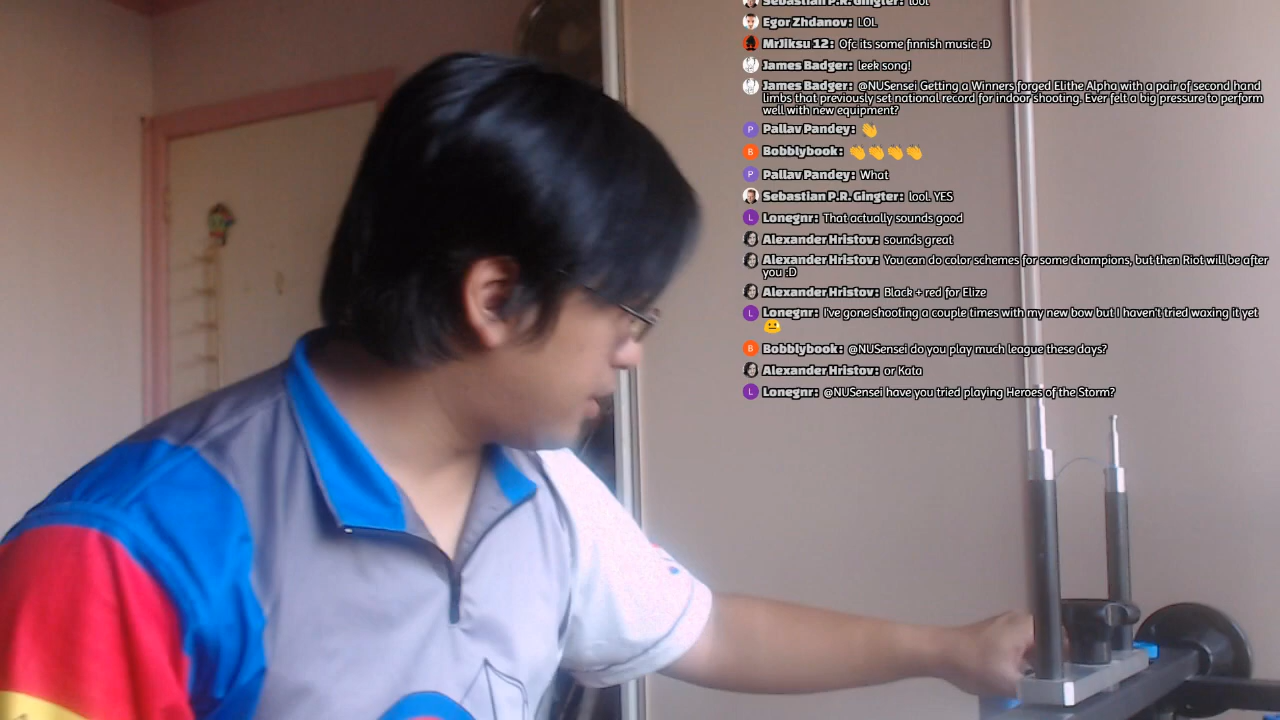 Sebastian P.R. Gingter: lool
Egor Zhdanov: LOL
MrJiksu 12: Ofc its some finnish music :D
James Badger: leek song!
James Badger: @NUSensei Getting a Winners forged Elithe Alpha with a pair of second hand
limbs that previously set national record for indoor shooting. Ever felt a big pressure to perform
well with new equipment?
P Pallav Pandey: 👏
B Bobblybook: 👏👏👏👏
P Pallav Pandey: What
Sebastian P.R. Gingter: lool. YES
L Lonegnr: That actually sounds good
Alexander Hristov: sounds great
Alexander Hristov: You can do color schemes for some champions, but then Riot will be after
you :D
Alexander Hristov: Black + red for Elize
L Lonegnr: I've gone shooting a couple times with my new bow but I haven't tried waxing it yet
😐
B Bobblybook: @NUSensei do you play much league these days?
Alexander Hristov: or Kata
L Lonegnr: @NUSensei have you tried playing Heroes of the Storm?